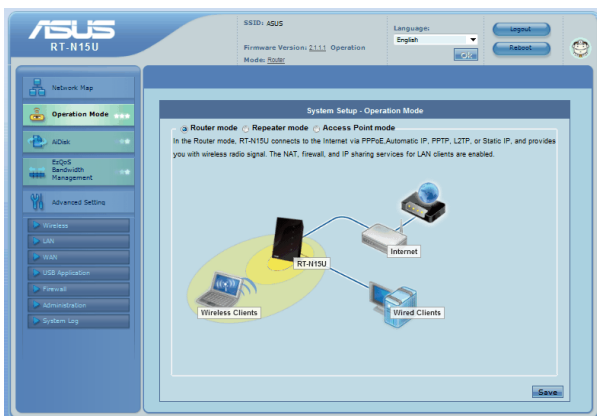 ASUS
RT-N15U
SSID: ASUS
Firmware Version: 2.1.1.1 Operation
Mode: Router
Language:
English
OK
Logout
Reboot
Network Map
Operation Mode
AiDisk
EzQoS
Bandwidth
Management
Advanced Setting
Wireless
LAN
WAN
USB Application
Firewall
Administration
System Log
System Setup - Operation Mode
Router mode Repeater mode Access Point mode
In the Router mode, RT-N15U connects to the Internet via PPPoE,Automatic IP, PPTP, L2TP, or Static IP, and provides
you with wireless radio signal. The NAT, firewall, and IP sharing services for LAN clients are enabled.
Internet
RT-N15U
Wireless Clients
Wired Clients
Save